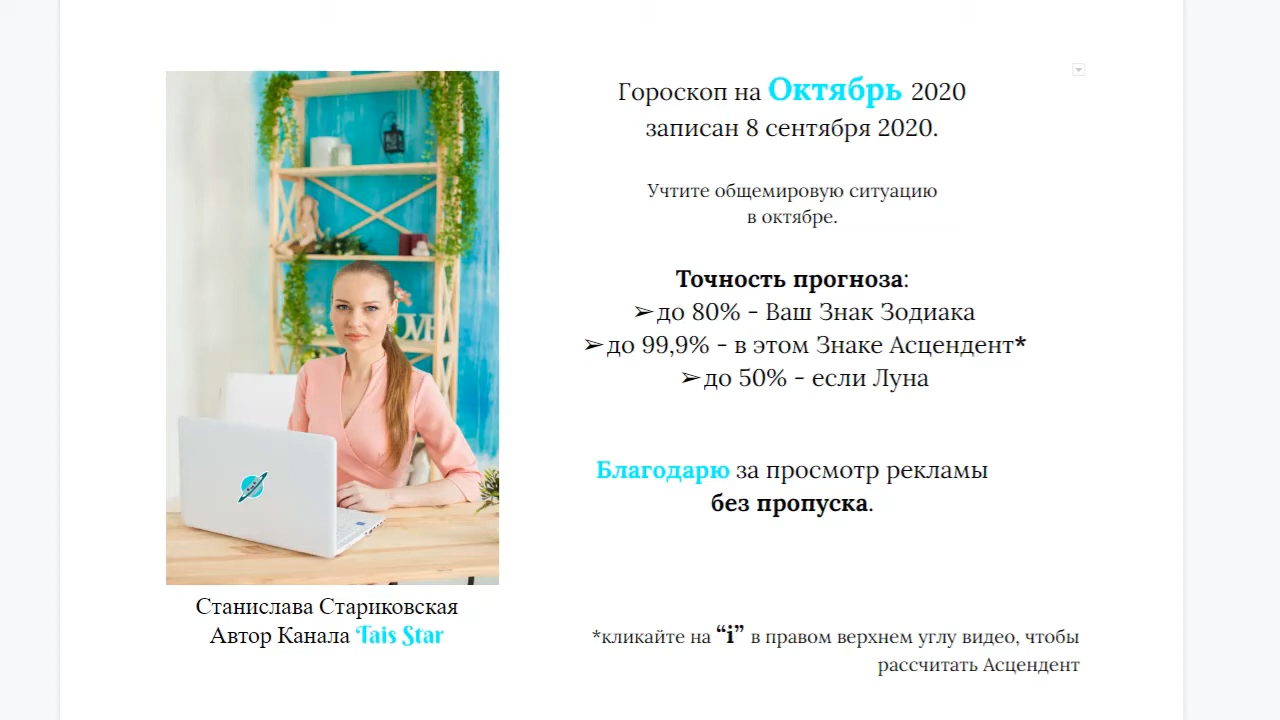 Гороскоп на Октябрь 2020
записан 8 сентября 2020.
Учтите общемировую ситуацию
в октябре.
Точность прогноза:
➢до 80% - Ваш Знак Зодиака
➢до 99,9% - в этом Знаке Асцендент*
➢до 50% - если Луна
Благодарю за просмотр рекламы
без пропуска.
*кликайте на “i” в правом верхнем углу видео, чтобы
рассчитать Асцендент
Станислава Стариковская
Автор Канала Tais Star